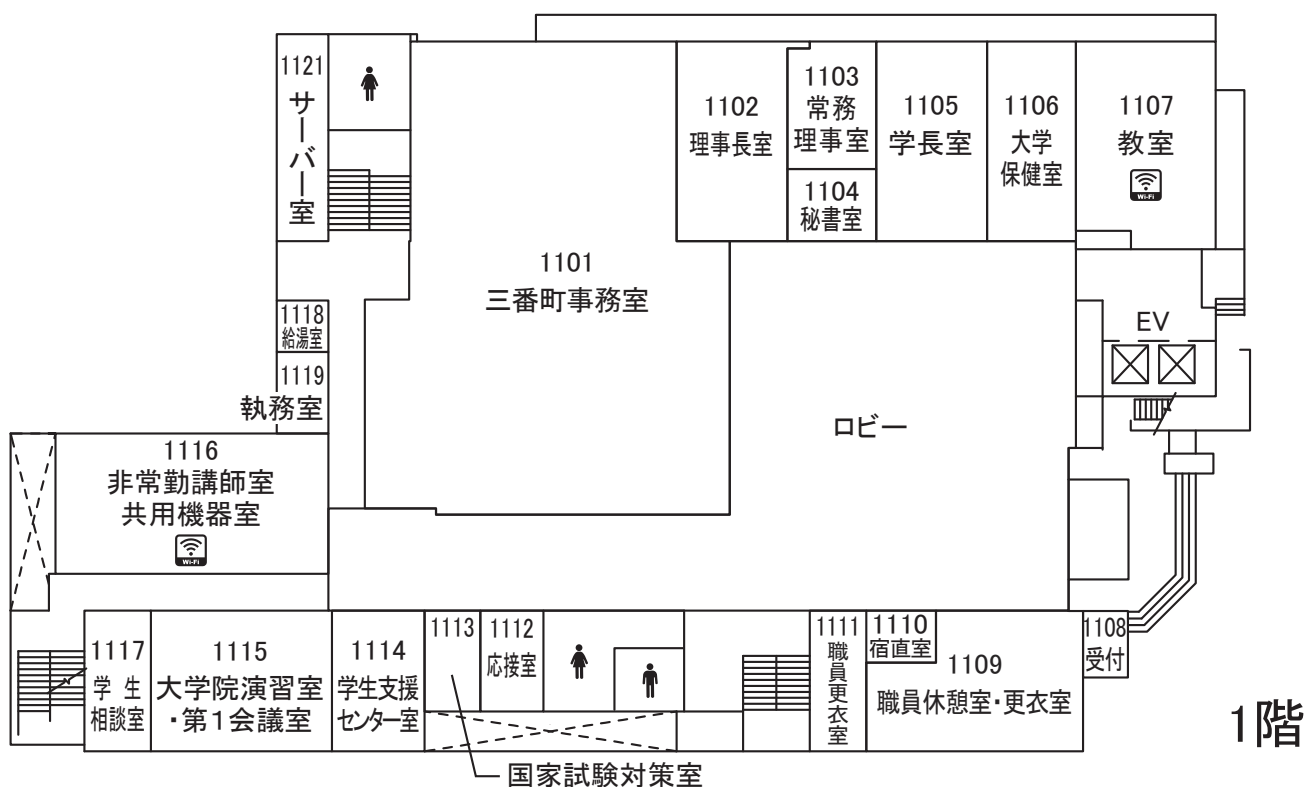 1121
サーバー室
1102
理事長室
1103
常務
理事室
1104
秘書室
1105
学長室
1106
大学
保健室
1107
教室
Wi-Fi
1101
三番町事務室
EV
1118
給湯室
1119
執務室
ロビー
1116
非常勤講師室
共用機器室
Wi-Fi
1117
学生
相談室
1115
大学院演習室
・第1会議室
1114
学生支援
センター室
1113
国家試験対策室
1112
応接室
1111
職員更衣室
1110
宿直室
1109
職員休憩室・更衣室
1108
受付
1階